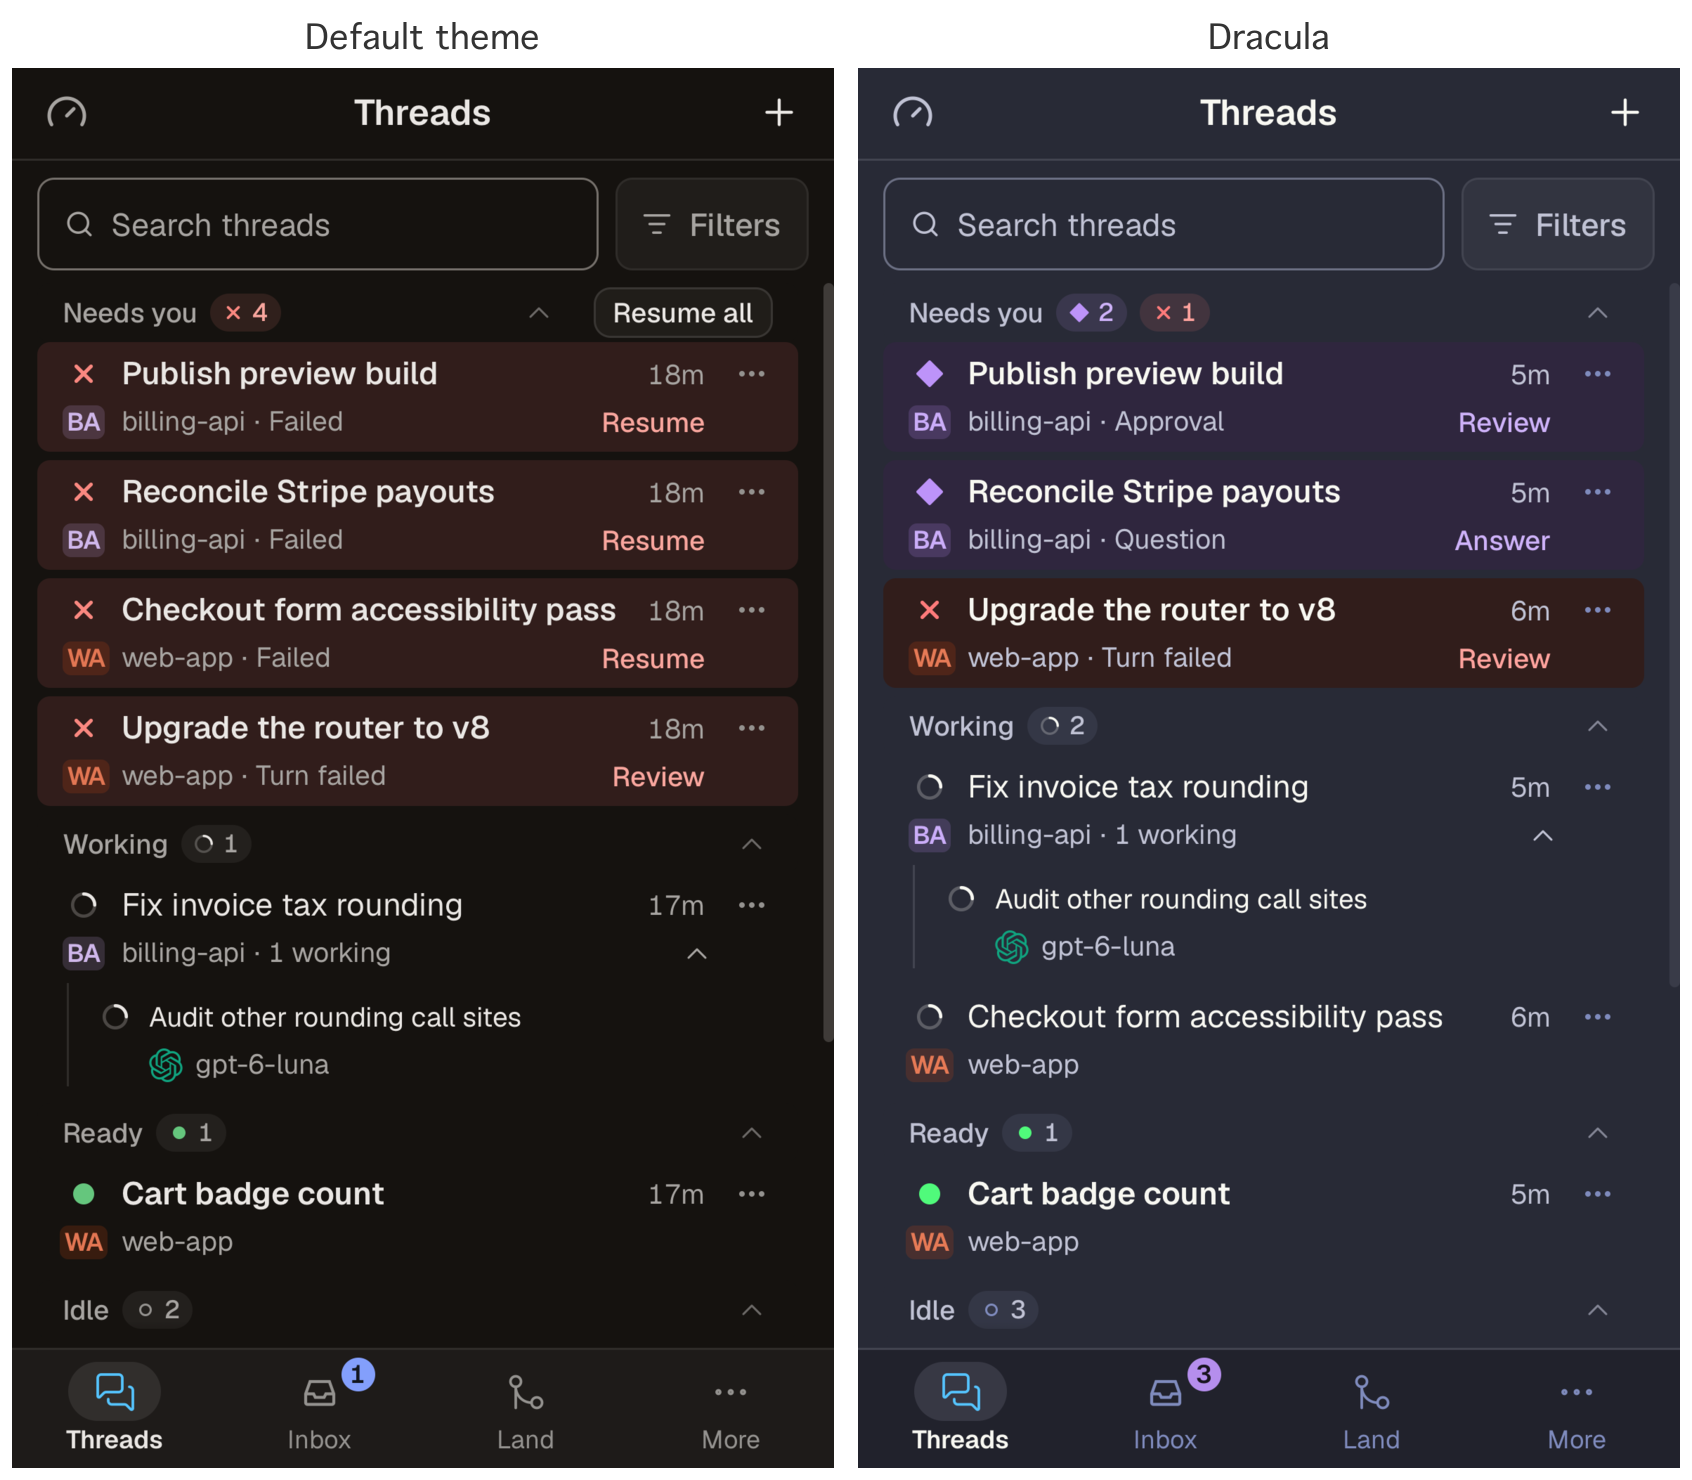 Default theme
Threads
Search threads
Filters
Needs you
4
Resume all
Publish preview build
18m
BA
billing-api · Failed
Resume
Reconcile Stripe payouts
18m
BA
billing-api · Failed
Resume
Checkout form accessibility pass
18m
WA
web-app · Failed
Resume
Upgrade the router to v8
18m
WA
web-app · Turn failed
Review
Working
1
Fix invoice tax rounding
17m
BA
billing-api · 1 working
Audit other rounding call sites
gpt-6-luna
Ready
1
Cart badge count
17m
WA
web-app
Idle
2
1
Threads
Inbox
Land
More
Dracula
Threads
Search threads
Filters
Needs you
2
1
Publish preview build
5m
BA
billing-api · Approval
Review
Reconcile Stripe payouts
5m
BA
billing-api · Question
Answer
Upgrade the router to v8
6m
WA
web-app · Turn failed
Review
Working
2
Fix invoice tax rounding
5m
BA
billing-api · 1 working
Audit other rounding call sites
gpt-6-luna
Checkout form accessibility pass
6m
WA
web-app
Ready
1
Cart badge count
5m
WA
web-app
Idle
3
3
Threads
Inbox
Land
More